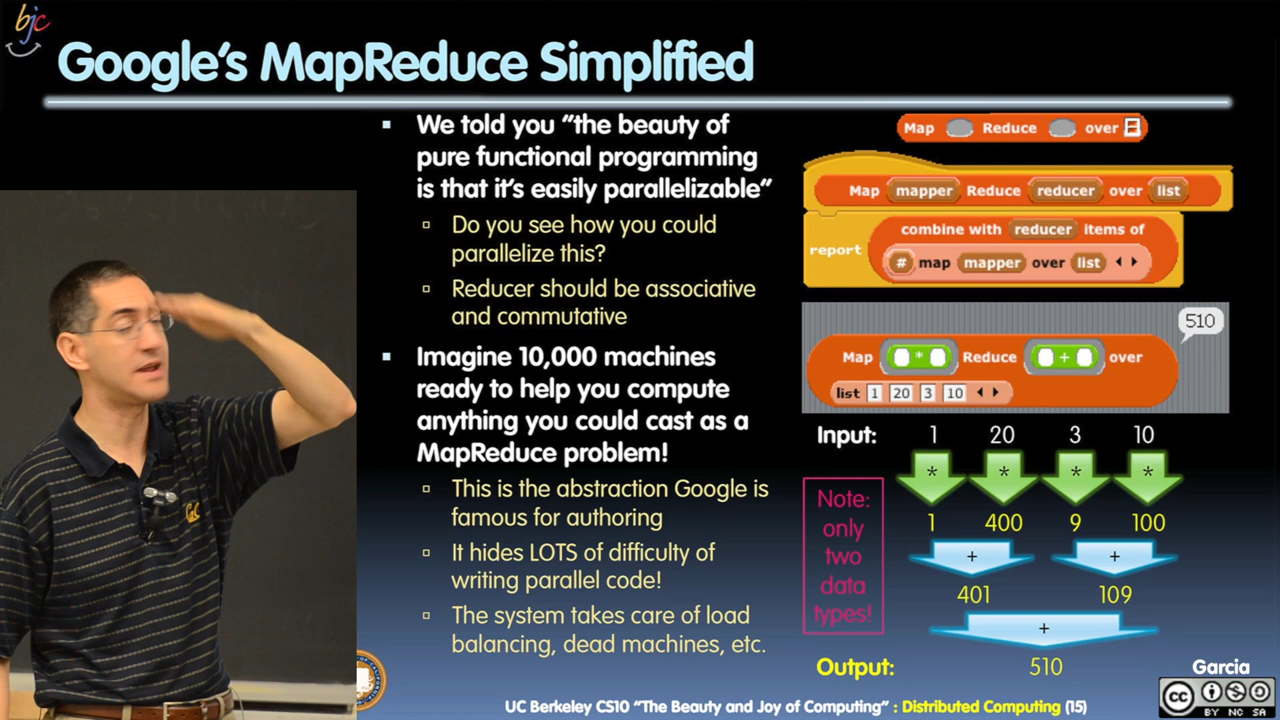 bjc
Google's MapReduce Simplified
We told you "the beauty of
pure functional programming
is that it's easily parallelizable"
Do you see how you could
parallelize this?
Reducer should be associative
and commutative
Imagine 10,000 machines
ready to help you compute
anything you could cast as a
MapReduce problem!
This is the abstraction Google is
famous for authoring
It hides LOTS of difficulty of
writing parallel code!
The system takes care of load
balancing, dead machines, etc.
Map Reduce over
Map mapper Reduce reducer over list
combine with reducer items of
report
# map mapper over list
510
Map * Reduce + over
list 1 20 3 10
Input: 1 20 3 10
* * * *
1 400 9 100
+ +
401 109
+
Output: 510
Note:
only
two
data
types!
Cal
Garcia
cc
BY NC SA
UC Berkeley CS10 "The Beauty and Joy of Computing" : Distributed Computing (15)